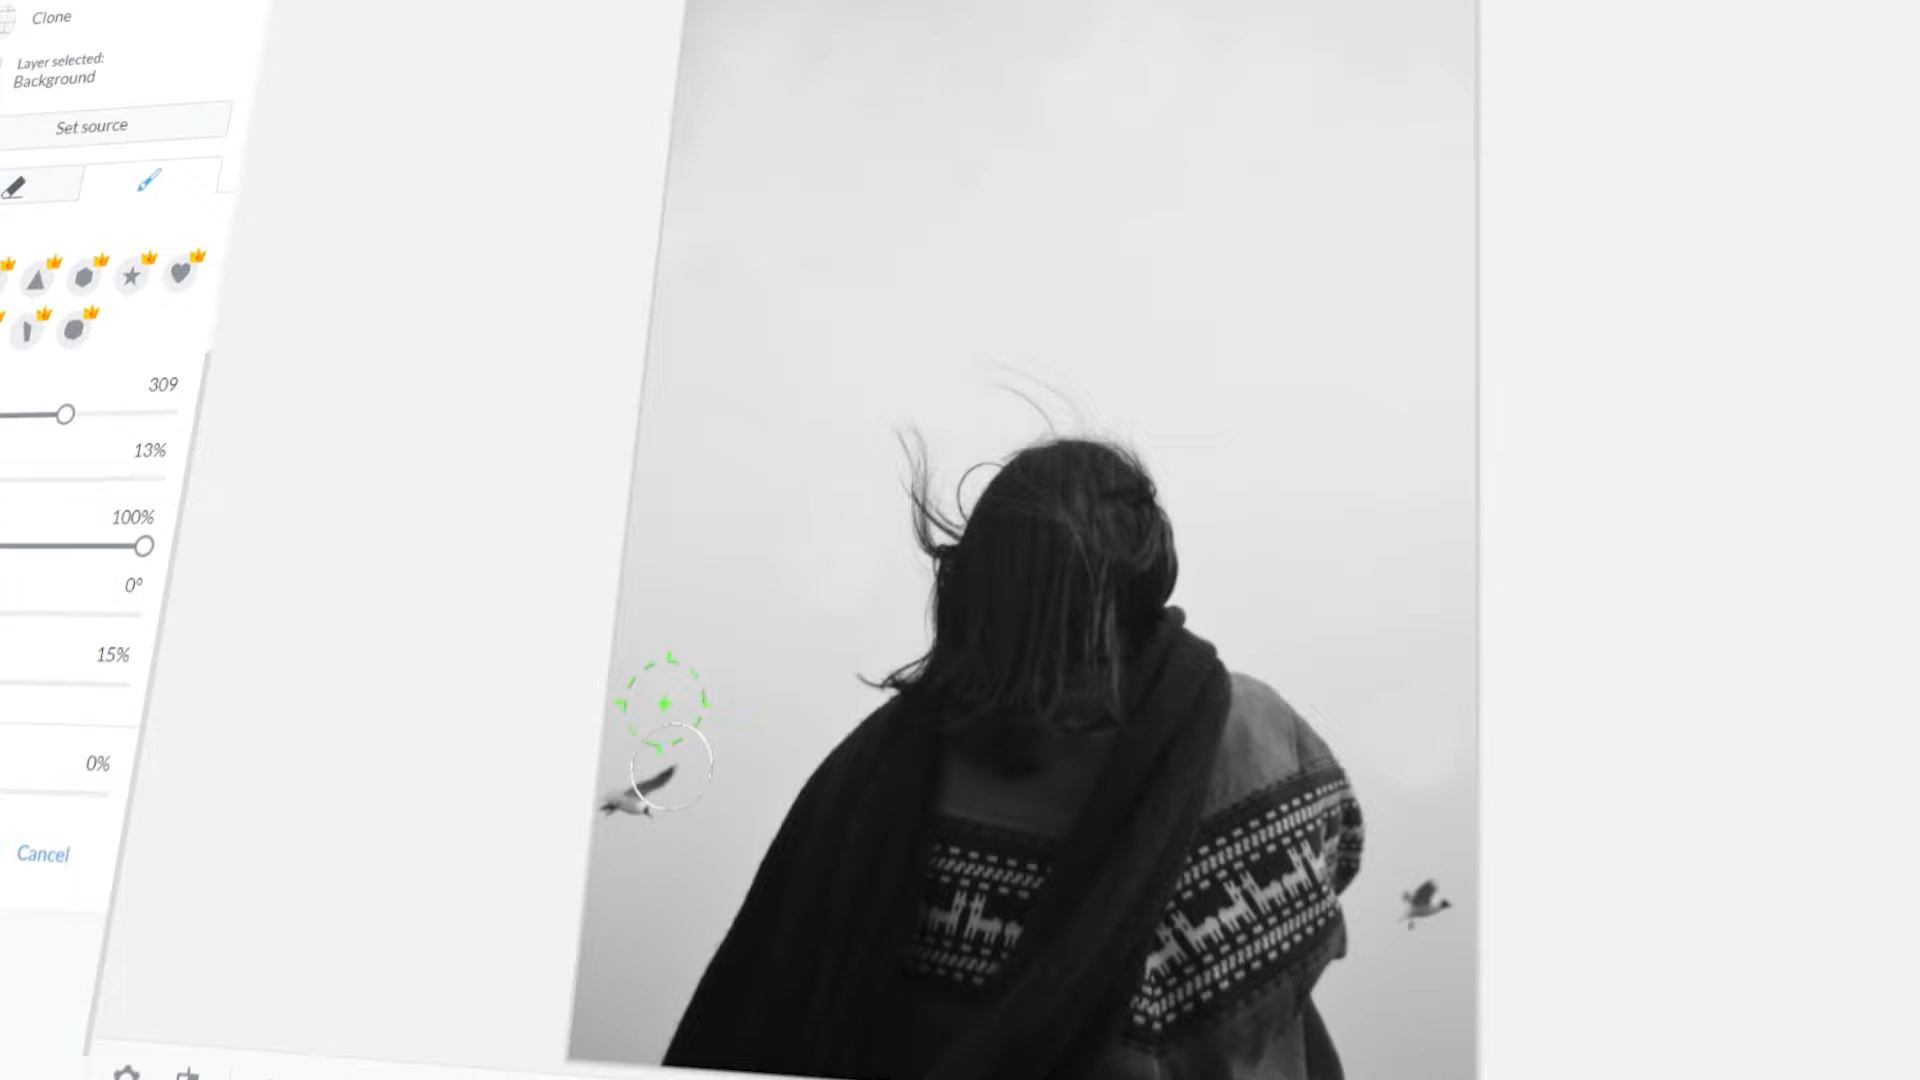 Clone
Layer selected:
Background
Set source
309
13%
100%
0°
15%
0%
Cancel